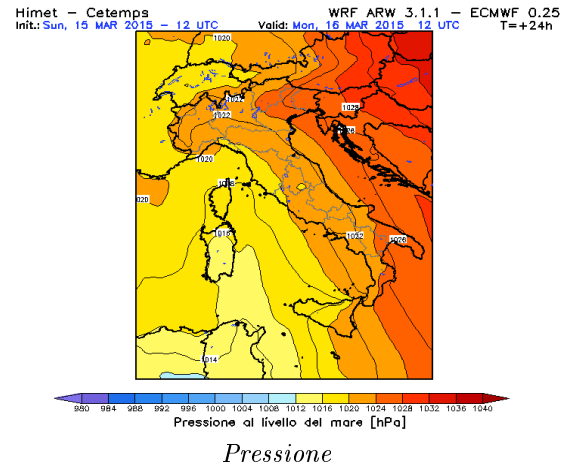 Himet – Cetemps WRF ARW 3.1.1 – ECMWF 0.25
Init.: Sun, 15 MAR 2015 – 12 UTC Valid: Mon, 16 MAR 2015 12 UTC T=+24h
1020
1028
1022
1020
1018
020
1016
1022
1026
1014
980 984 988 992 996 1000 1004 1008 1012 1016 1020 1024 1028 1032 1036 1040
Pressione al livello del mare [hPa]
Pressione